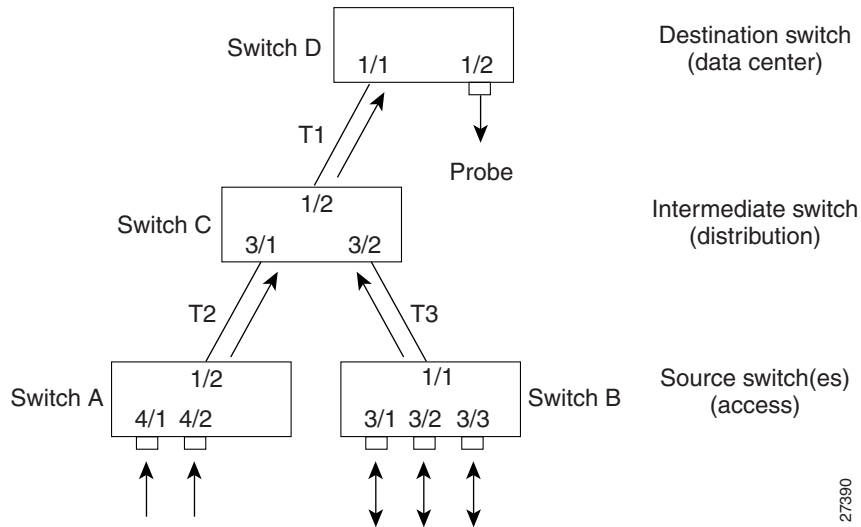 Switch D
1/1 1/2
Destination switch
(data center)
T1
Probe
Switch C
1/2
3/1 3/2
Intermediate switch
(distribution)
T2
T3
Switch A
1/2
4/1 4/2
1/1
3/1 3/2 3/3
Switch B
Source switch(es)
(access)
27390